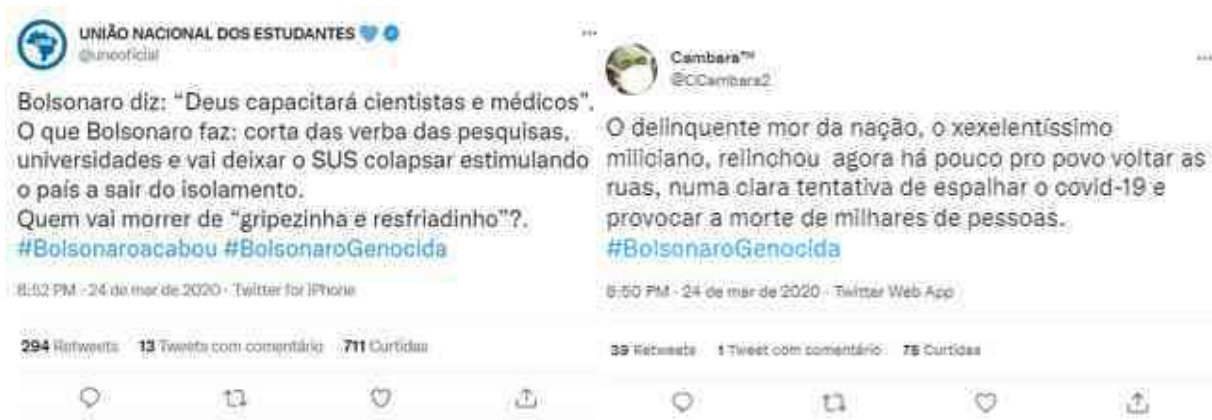 UNIÃO NACIONAL DOS ESTUDANTES
@uneoficial
Bolsonaro diz: “Deus capacitará cientistas e médicos”.
O que Bolsonaro faz: corta das verba das pesquisas,
universidades e vai deixar o SUS colapsar estimulando
o país a sair do isolamento.
Quem vai morrer de “gripezinha e resfriadinho”?.
#Bolsonaroacabou #BolsonaroGenocida
8:52 PM · 24 de mar de 2020 · Twitter for iPhone
294 Retweets 13 Tweets com comentário 711 Curtidas
Cambara™
@CCambara2
O delinquente mor da nação, o xexelentíssimo
miliciano, relinchou agora há pouco pro povo voltar as
ruas, numa clara tentativa de espalhar o covid-19 e
provocar a morte de milhares de pessoas.
#BolsonaroGenocida
8:50 PM · 24 de mar de 2020 · Twitter Web App
39 Retweets 1 Tweet com comentário 75 Curtidas